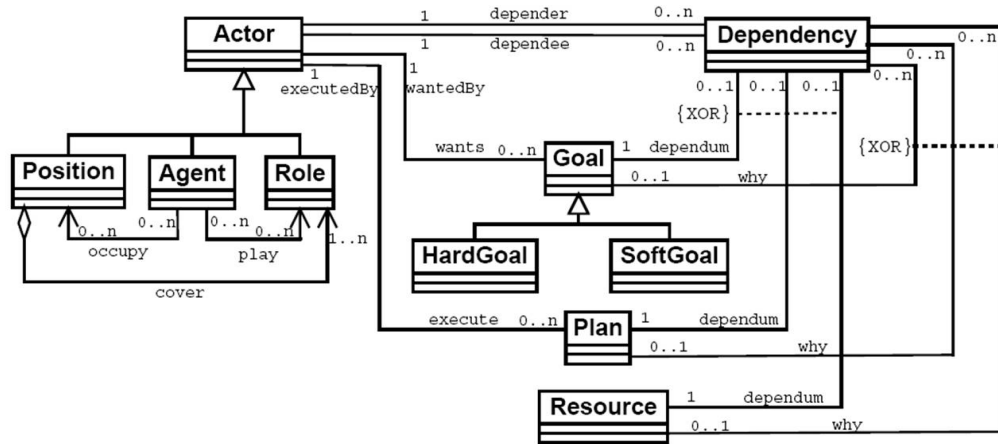 Actor
1 depender 0..n
Dependency
1 dependee 0..n
1
1
0..n
0..n
0..n
executedBy
wantedBy
0..1 0..1 0..1
{XOR}
{XOR}
wants 0..n
Goal
1 dependum
0..1 why
Position
Agent
Role
0..n 0..n 0..n 0..n 1..n
occupy
play
cover
HardGoal
SoftGoal
execute 0..n
Plan
1 dependum
0..1 why
Resource
1 dependum
0..1 why